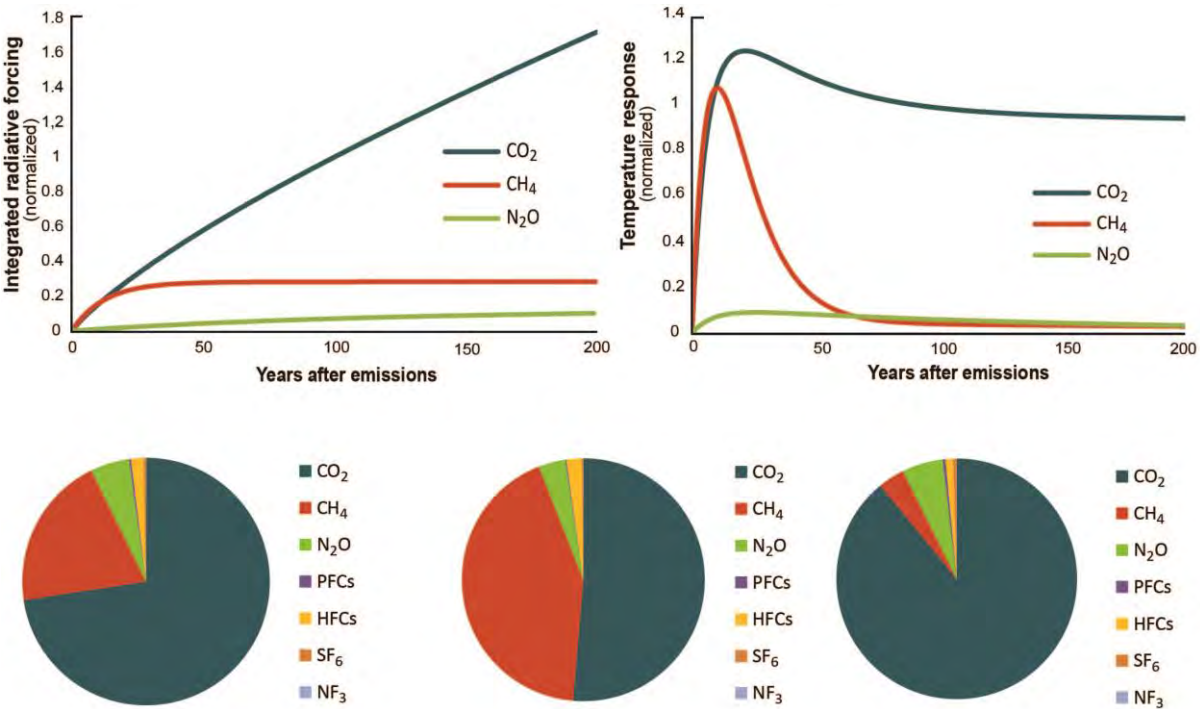 Integrated radiative forcing
(normalized)
1.8
1.6
1.4
1,2
1
0.8
0.6
0.4
0.2
0
CO₂
CH₄
N₂O
0 50 100 150 200
Years after emissions
Temperature response
(normalized)
1.4
1.2
1
0.8
0.6
0.4
0.2
0
CO₂
CH₄
N₂O
0 50 100 150 200
Years after emissions
CO₂
CH₄
N₂O
PFCs
HFCs
SF₆
NF₃
CO₂
CH₄
N₂O
PFCs
HFCs
SF₆
NF₃
CO₂
CH₄
N₂O
PFCs
HFCs
SF₆
NF₃